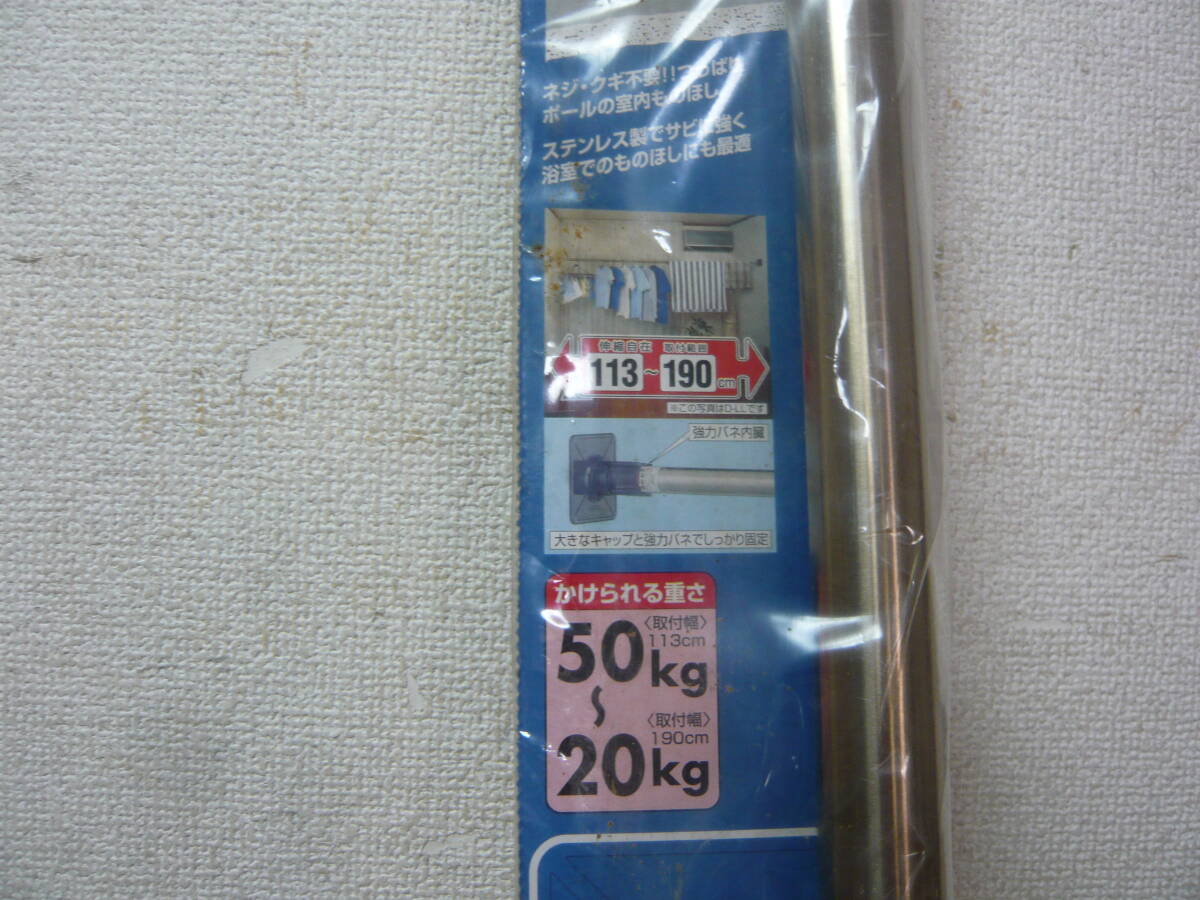 ネジ・クギ不要!!つっぱり
ポールの室内ものほし
ステンレス製でサビに強く
浴室でのものほしにも最適
伸縮自在 取付範囲
113～190cm
※この写真はD-LLです
強力バネ内臓
大きなキャップと強力バネでしっかり固定
かけられる重さ
〈取付幅〉
113cm
50kg
～
〈取付幅〉
190cm
20kg